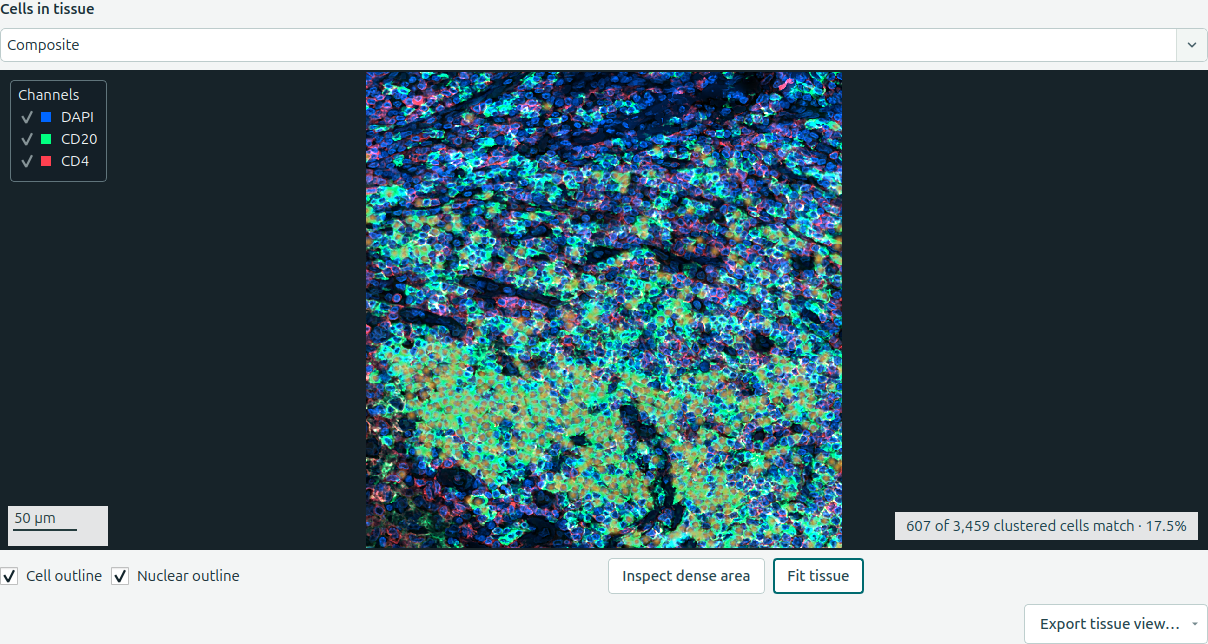 Cells in tissue
Composite
Channels
DAPI
CD20
CD4
50 µm
607 of 3,459 clustered cells match · 17.5%
Cell outline
Nuclear outline
Inspect dense area
Fit tissue
Export tissue view...